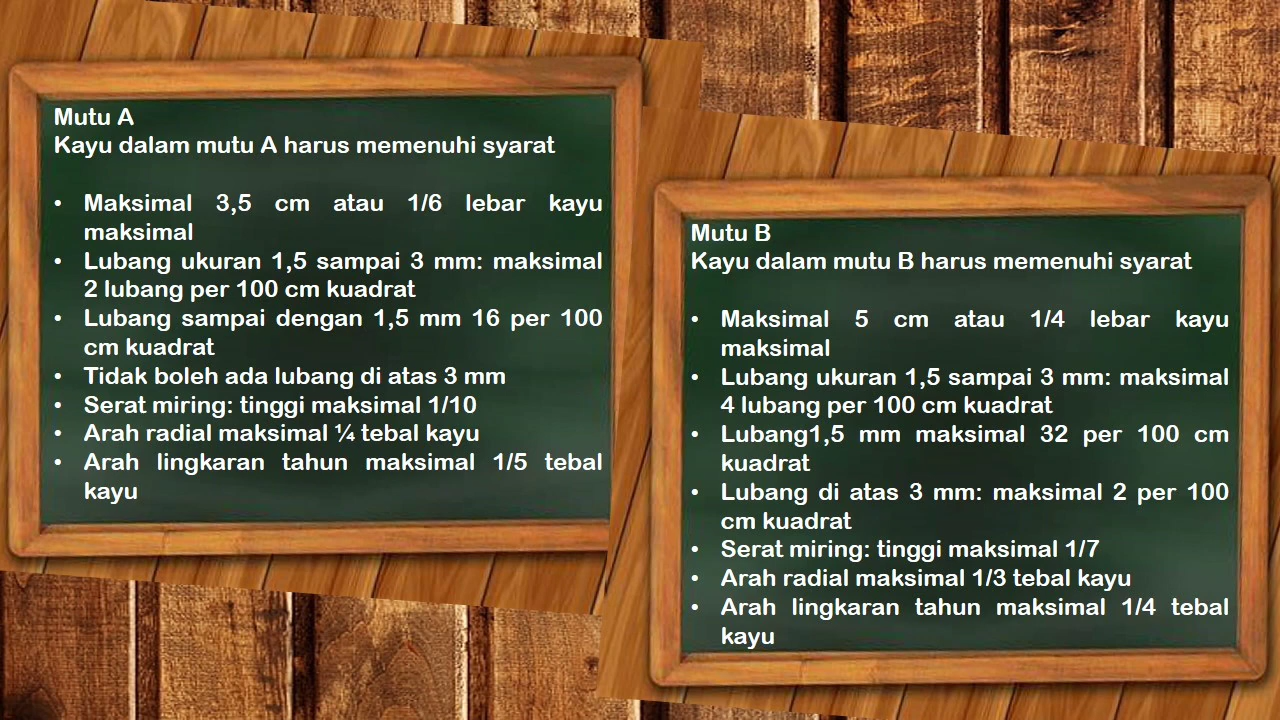 Mutu A
Kayu dalam mutu A harus memenuhi syarat
• Maksimal 3,5 cm atau 1/6 lebar kayu
maksimal
• Lubang ukuran 1,5 sampai 3 mm: maksimal
2 lubang per 100 cm kuadrat
• Lubang sampai dengan 1,5 mm 16 per 100
cm kuadrat
• Tidak boleh ada lubang di atas 3 mm
• Serat miring: tinggi maksimal 1/10
• Arah radial maksimal ¼ tebal kayu
• Arah lingkaran tahun maksimal 1/5 tebal
kayu
Mutu B
Kayu dalam mutu B harus memenuhi syarat
• Maksimal 5 cm atau 1/4 lebar kayu
maksimal
• Lubang ukuran 1,5 sampai 3 mm: maksimal
4 lubang per 100 cm kuadrat
• Lubang1,5 mm maksimal 32 per 100 cm
kuadrat
• Lubang di atas 3 mm: maksimal 2 per 100
cm kuadrat
• Serat miring: tinggi maksimal 1/7
• Arah radial maksimal 1/3 tebal kayu
• Arah lingkaran tahun maksimal 1/4 tebal
kayu